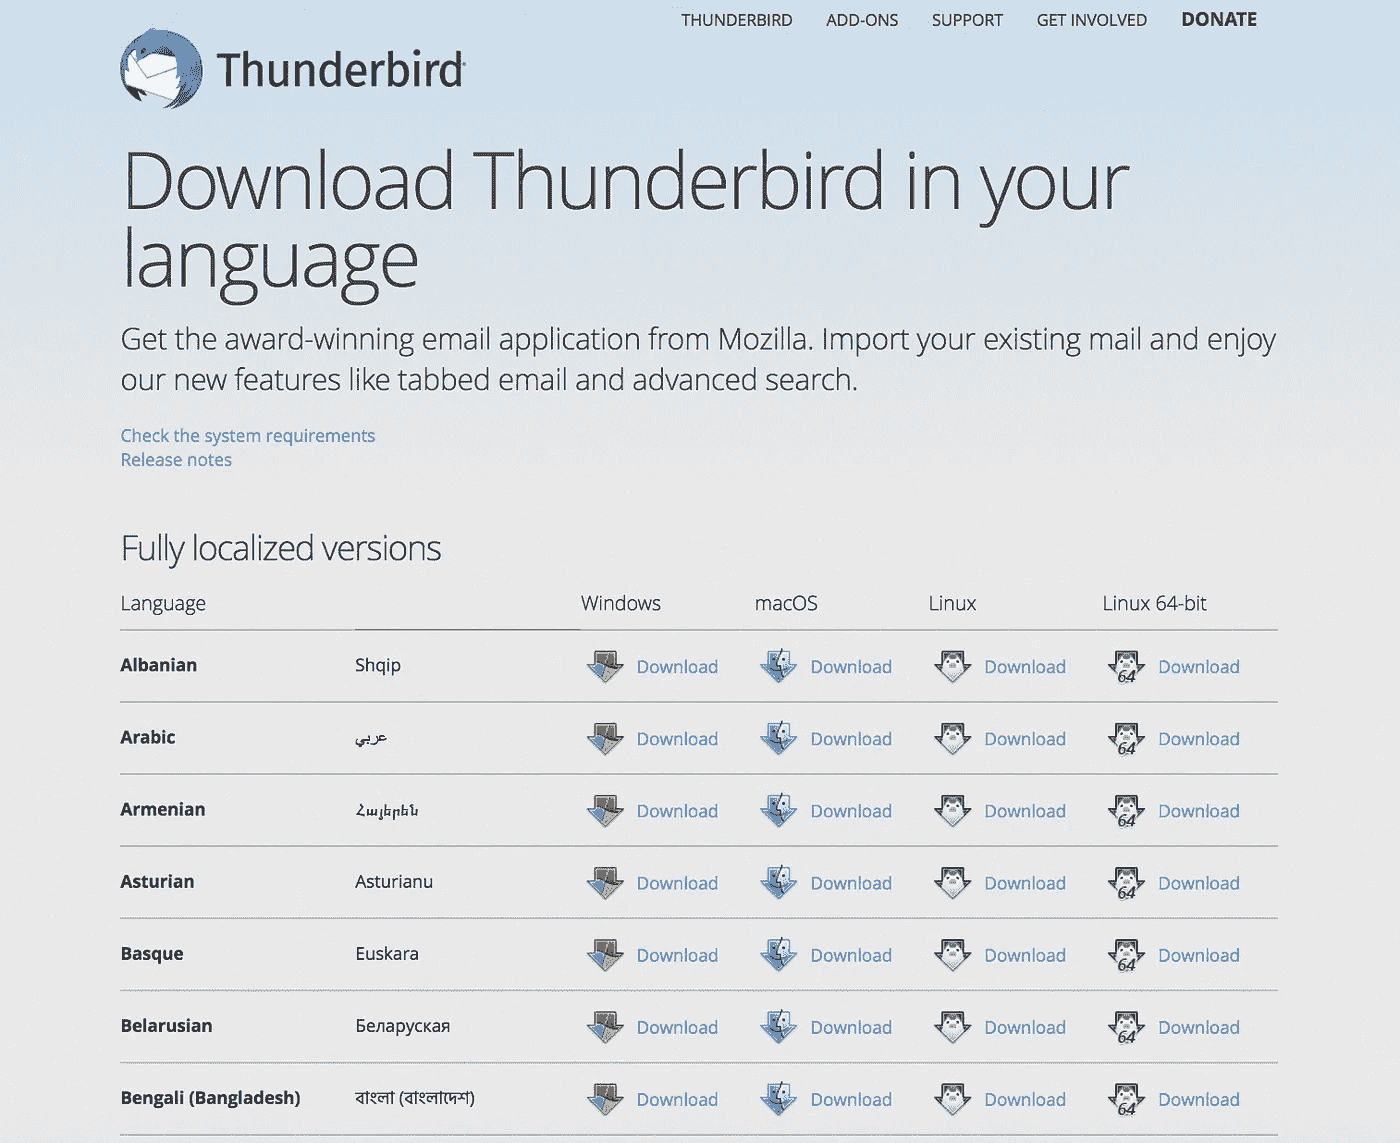 THUNDERBIRD ADD-ONS SUPPORT GET INVOLVED DONATE
Thunderbird
Download Thunderbird in your
language
Get the award-winning email application from Mozilla. Import your existing mail and enjoy
our new features like tabbed email and advanced search.
Check the system requirements
Release notes
Fully localized versions
Language Windows macOS Linux Linux 64-bit
Albanian Shqip Download Download Download 64 Download
Arabic عربي Download Download Download 64 Download
Armenian Հայերեն Download Download Download 64 Download
Asturian Asturianu Download Download Download 64 Download
Basque Euskara Download Download Download 64 Download
Belarusian Беларуская Download Download Download 64 Download
Bengali (Bangladesh) বাংলা (বাংলাদেশ) Download Download Download 64 Download